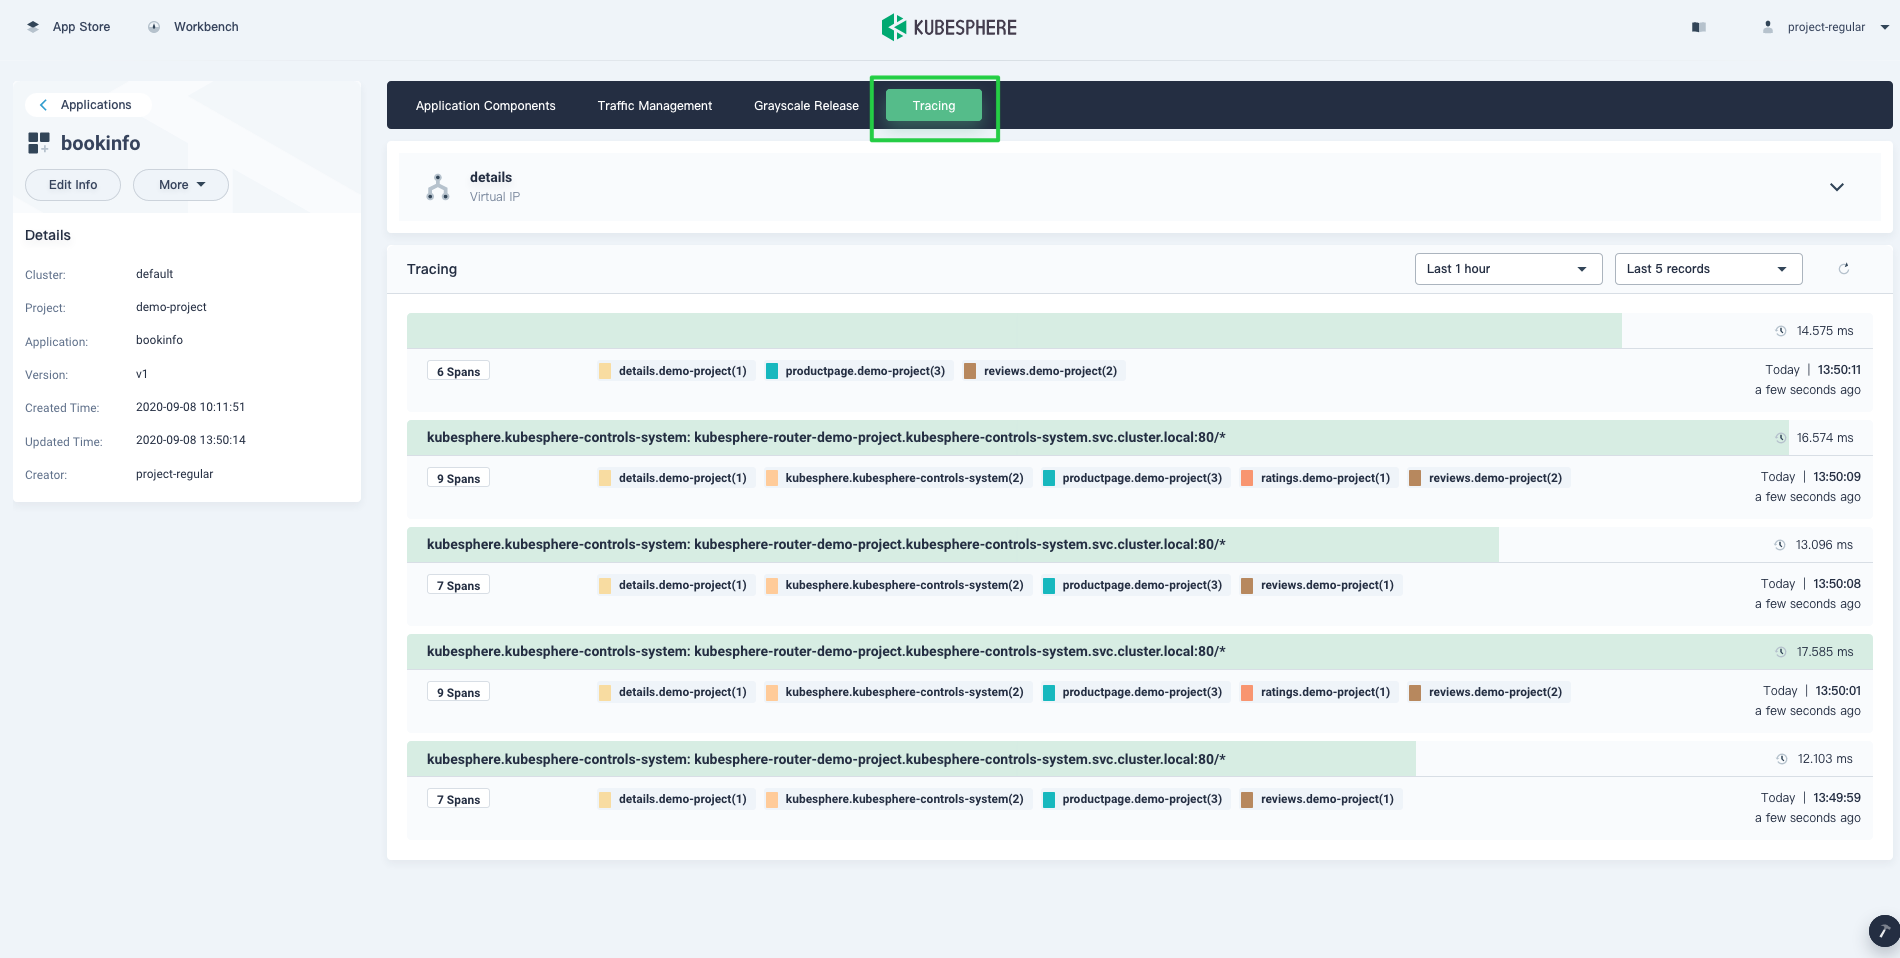 App Store
Workbench
KUBESPHERE
project-regular
Applications
bookinfo
Edit Info
More
Details
Cluster: default
Project: demo-project
Application: bookinfo
Version: v1
Created Time: 2020-09-08 10:11:51
Updated Time: 2020-09-08 13:50:14
Creator: project-regular
Application Components
Traffic Management
Grayscale Release
Tracing
details
Virtual IP
Tracing
Last 1 hour
Last 5 records
14.575 ms
6 Spans details.demo-project(1) productpage.demo-project(3) reviews.demo-project(2) Today | 13:50:11
a few seconds ago
kubesphere.kubesphere-controls-system: kubesphere-router-demo-project.kubesphere-controls-system.svc.cluster.local:80/* 16.574 ms
9 Spans details.demo-project(1) kubesphere.kubesphere-controls-system(2) productpage.demo-project(3) ratings.demo-project(1) reviews.demo-project(2) Today | 13:50:09
a few seconds ago
kubesphere.kubesphere-controls-system: kubesphere-router-demo-project.kubesphere-controls-system.svc.cluster.local:80/* 13.096 ms
7 Spans details.demo-project(1) kubesphere.kubesphere-controls-system(2) productpage.demo-project(3) reviews.demo-project(1) Today | 13:50:08
a few seconds ago
kubesphere.kubesphere-controls-system: kubesphere-router-demo-project.kubesphere-controls-system.svc.cluster.local:80/* 17.585 ms
9 Spans details.demo-project(1) kubesphere.kubesphere-controls-system(2) productpage.demo-project(3) ratings.demo-project(1) reviews.demo-project(2) Today | 13:50:01
a few seconds ago
kubesphere.kubesphere-controls-system: kubesphere-router-demo-project.kubesphere-controls-system.svc.cluster.local:80/* 12.103 ms
7 Spans details.demo-project(1) kubesphere.kubesphere-controls-system(2) productpage.demo-project(3) reviews.demo-project(1) Today | 13:49:59
a few seconds ago